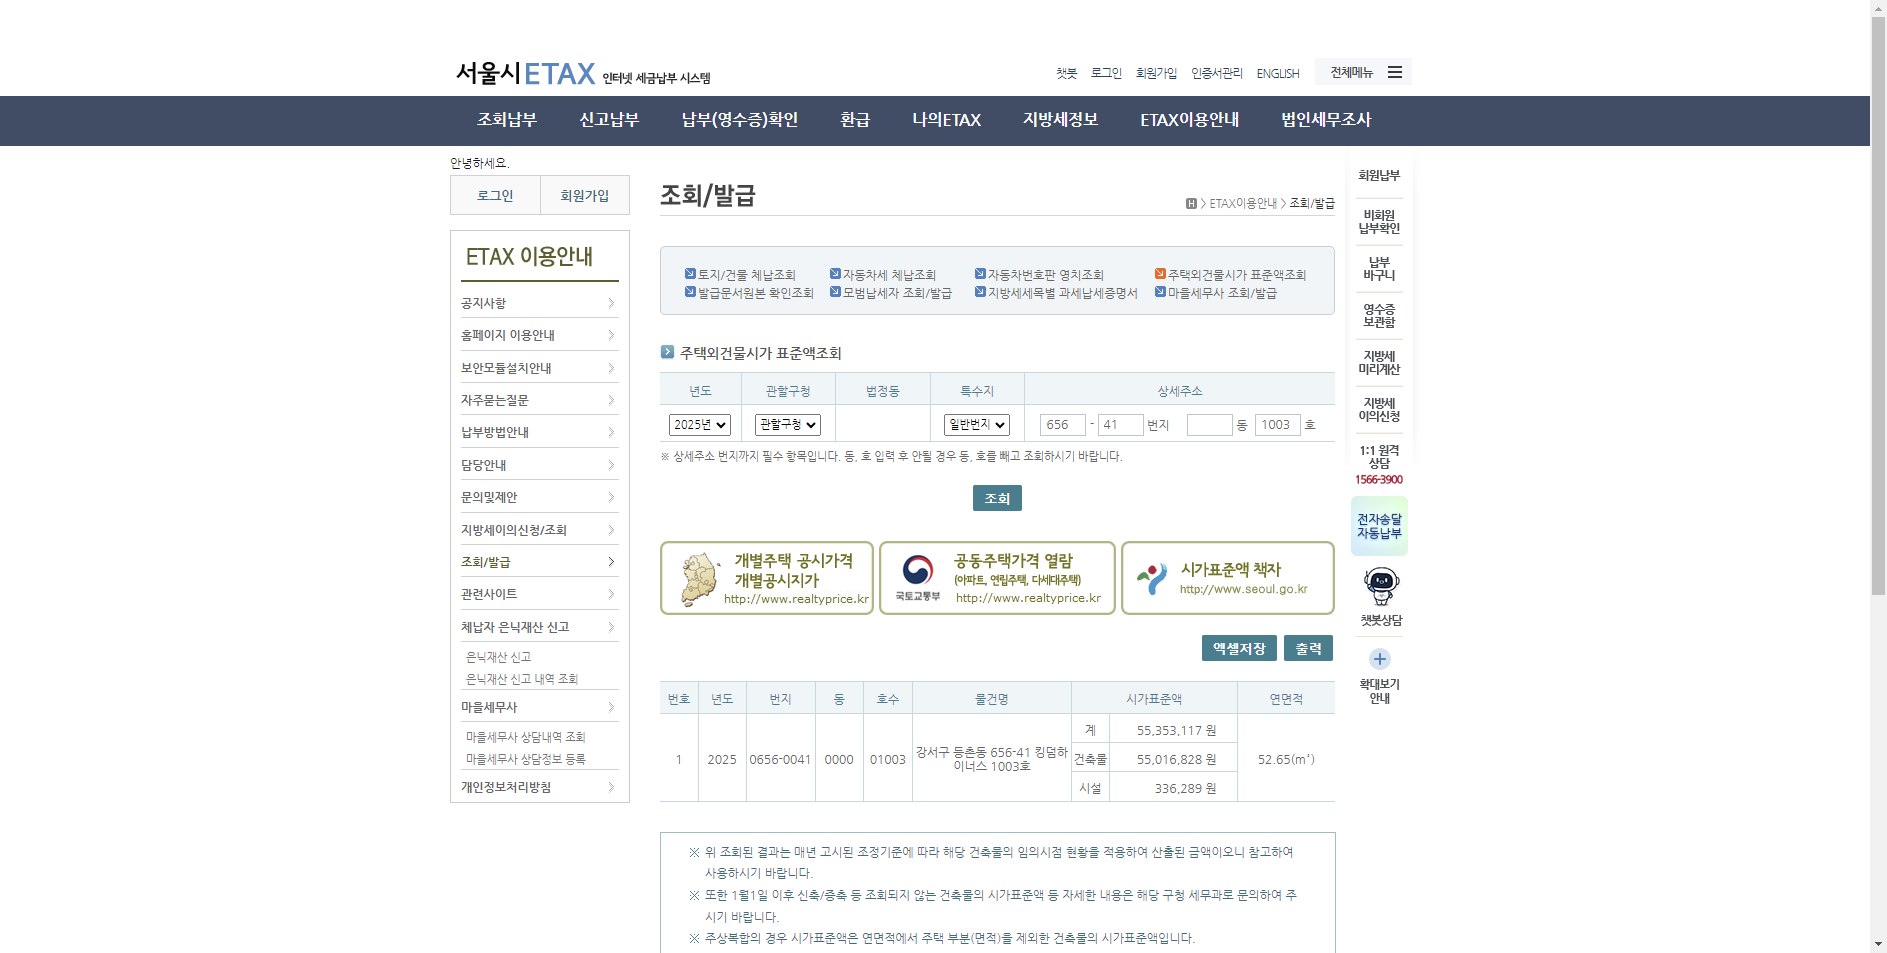 서울시 ETAX 인터넷 세금납부 시스템
챗봇 로그인 회원가입 인증서관리 ENGLISH 전체메뉴
조회납부 신고납부 납부(영수증)확인 환급 나의ETAX 지방세정보 ETAX이용안내 법인세무조사
안녕하세요.
로그인 회원가입
ETAX 이용안내
공지사항
홈페이지 이용안내
보안모듈설치안내
자주묻는질문
납부방법안내
담당안내
문의및제안
지방세이의신청/조회
조회/발급
관련사이트
체납자 은닉재산 신고
은닉재산 신고
은닉재산 신고 내역 조회
마을세무사
마을세무사 상담내역 조회
마을세무사 상담정보 등록
개인정보처리방침
조회/발급
H > ETAX이용안내 > 조회/발급
토지/건물 체납조회 자동차세 체납조회 자동차번호판 영치조회 주택외건물시가 표준액조회
발급문서원본 확인조회 모범납세자 조회/발급 지방세세목별 과세납세증명서 마을세무사 조회/발급
주택외건물시가 표준액조회
년도 관할구청 법정동 특수지 상세주소
2025년 관할구청 일반번지 656 - 41 번지 동 1003 호
※ 상세주소 번지까지 필수 항목입니다. 동, 호 입력 후 안될 경우 동, 호를 빼고 조회하시기 바랍니다.
조회
개별주택 공시가격
개별공시지가
http://www.realtyprice.kr
국토교통부
공동주택가격 열람
(아파트, 연립주택, 다세대주택)
http://www.realtyprice.kr
시가표준액 책자
http://www.seoul.go.kr
엑셀저장 출력
번호 년도 번지 동 호수 물건명 시가표준액 연면적
1 2025 0656-0041 0000 01003 강서구 등촌동 656-41 킹덤하
이너스 1003호
계 55,353,117 원
건축물 55,016,828 원
시설 336,289 원
52.65(㎡)
※ 위 조회된 결과는 매년 고시된 조정기준에 따라 해당 건축물의 임의시점 현황을 적용하여 산출된 금액이오니 참고하여
사용하시기 바랍니다.
※ 또한 1월1일 이후 신축/증축 등 조회되지 않는 건축물의 시가표준액 등 자세한 내용은 해당 구청 세무과로 문의하여 주
시기 바랍니다.
※ 주상복합의 경우 시가표준액은 연면적에서 주택 부분(면적)을 제외한 건축물의 시가표준액입니다.
회원납부
비회원
납부확인
납부
바구니
영수증
보관함
지방세
미리계산
지방세
이의신청
1:1 원격
상담
1566-3900
전자송달
자동납부
챗봇상담
확대보기
안내